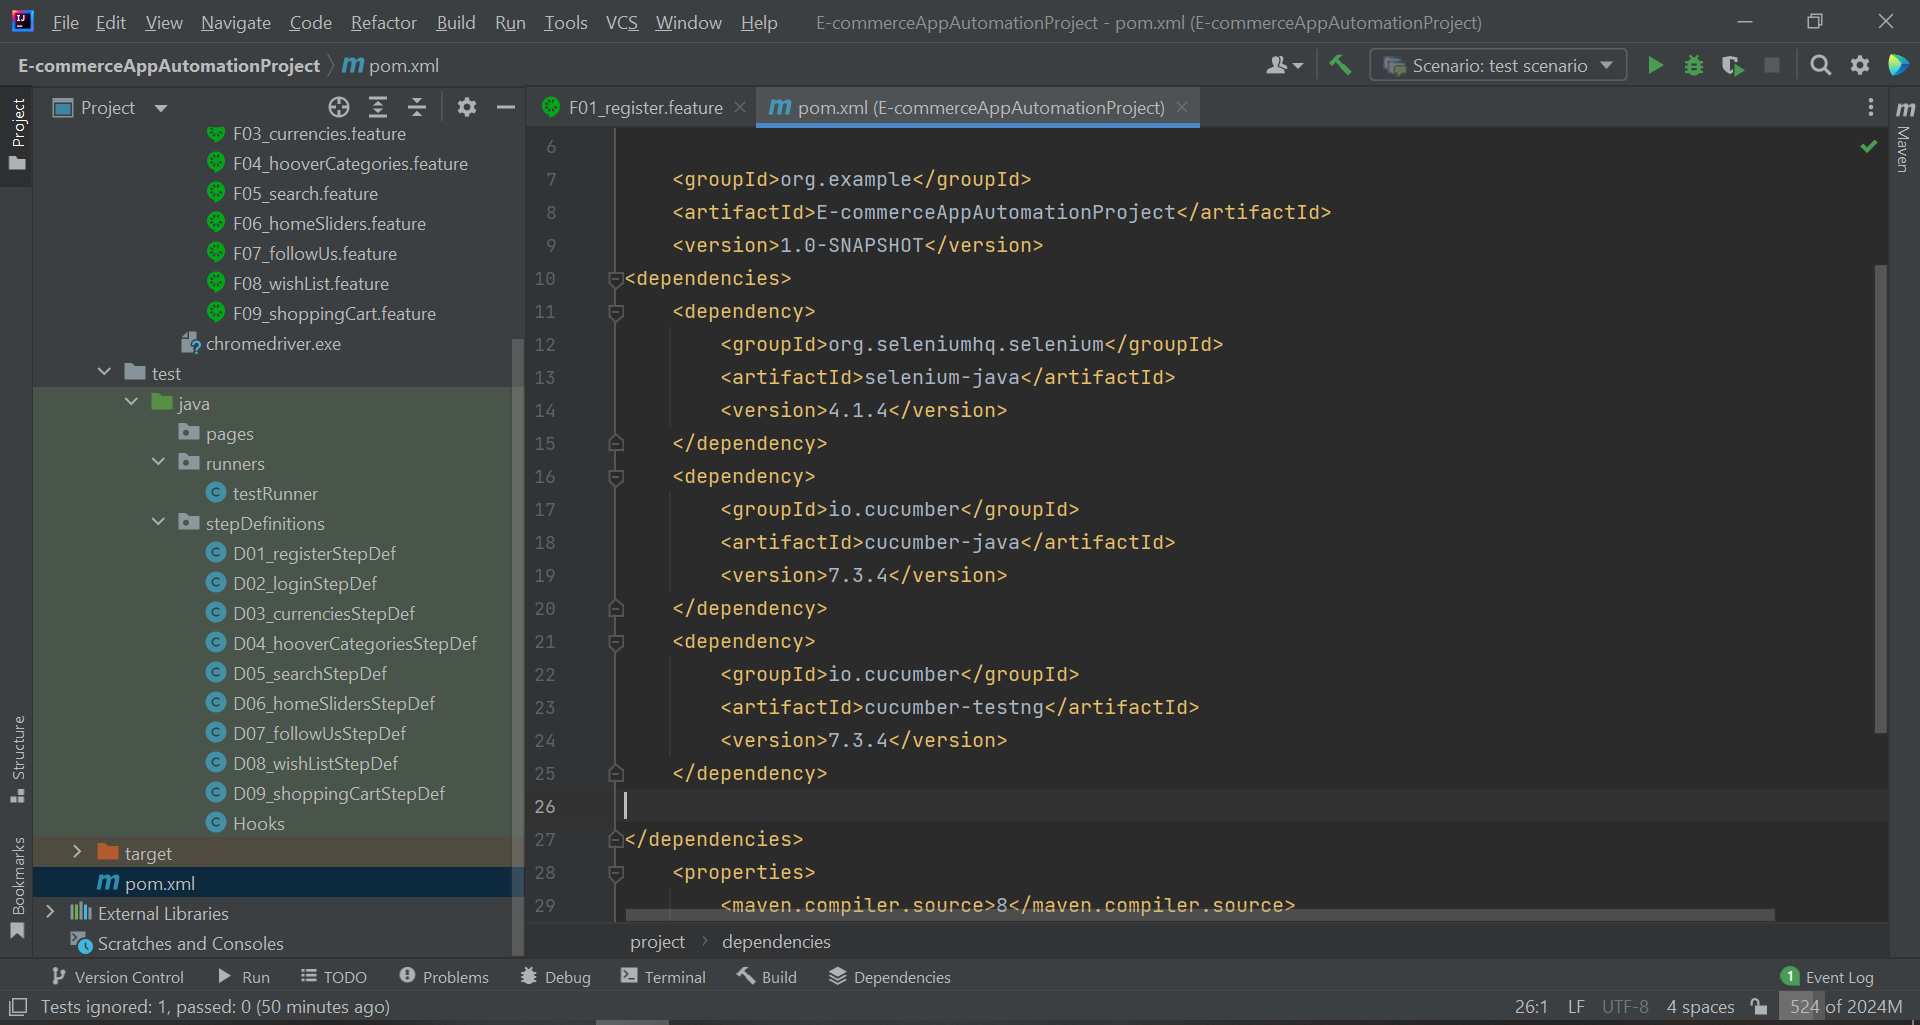 File Edit View Navigate Code Refactor Build Run Tools VCS Window Help E-commerceAppAutomationProject - pom.xml (E-commerceAppAutomationProject)
E-commerceAppAutomationProject m pom.xml Scenario: test scenario
Project
Project
F03_currencies.feature
F04_hooverCategories.feature
F05_search.feature
F06_homeSliders.feature
F07_followUs.feature
F08_wishList.feature
F09_shoppingCart.feature
chromedriver.exe
test
java
pages
runners
testRunner
stepDefinitions
D01_registerStepDef
D02_loginStepDef
D03_currenciesStepDef
D04_hooverCategoriesStepDef
D05_searchStepDef
D06_homeSlidersStepDef
D07_followUsStepDef
D08_wishListStepDef
D09_shoppingCartStepDef
Hooks
target
m pom.xml
External Libraries
Scratches and Consoles
Structure
Bookmarks
F01_register.feature m pom.xml (E-commerceAppAutomationProject)
6
7 <groupId>org.example</groupId>
8 <artifactId>E-commerceAppAutomationProject</artifactId>
9 <version>1.0-SNAPSHOT</version>
10 <dependencies>
11 <dependency>
12 <groupId>org.seleniumhq.selenium</groupId>
13 <artifactId>selenium-java</artifactId>
14 <version>4.1.4</version>
15 </dependency>
16 <dependency>
17 <groupId>io.cucumber</groupId>
18 <artifactId>cucumber-java</artifactId>
19 <version>7.3.4</version>
20 </dependency>
21 <dependency>
22 <groupId>io.cucumber</groupId>
23 <artifactId>cucumber-testng</artifactId>
24 <version>7.3.4</version>
25 </dependency>
26
27 </dependencies>
28 <properties>
29 <maven.compiler.source>8</maven.compiler.source>
project dependencies
m Maven
Version Control Run TODO Problems Debug Terminal Build Dependencies 1 Event Log
Tests ignored: 1, passed: 0 (50 minutes ago) 26:1 LF UTF-8 4 spaces 524 of 2024M